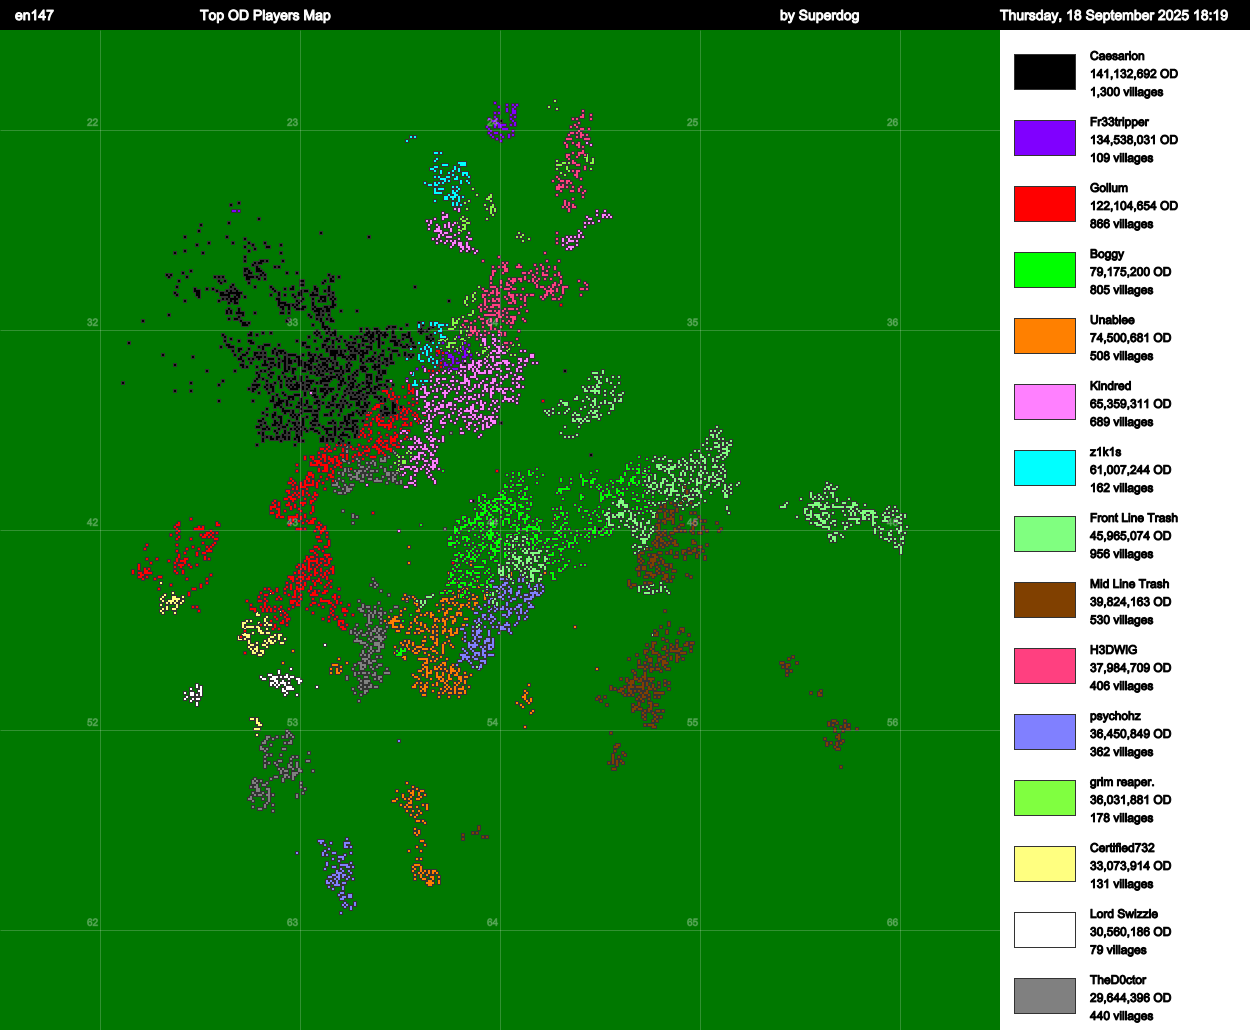 en147 Top OD Players Map by Superdog Thursday, 18 September 2025 18:19
22 23 24 25 26
32 33 34 35 36
42 43 44 45 46
52 53 54 55 56
62 63 64 65 66
Caesarion
141,132,692 OD
1,300 villages
Fr33tripper
134,538,031 OD
109 villages
Gollum
122,104,654 OD
866 villages
Boggy
79,175,200 OD
805 villages
Unablee
74,500,681 OD
508 villages
Kindred
65,359,311 OD
689 villages
z1k1s
61,007,244 OD
162 villages
Front Line Trash
45,965,074 OD
956 villages
Mid Line Trash
39,824,163 OD
530 villages
H3DWIG
37,984,709 OD
406 villages
psychohz
36,450,849 OD
362 villages
grim reaper.
36,031,881 OD
178 villages
Certified732
33,073,914 OD
131 villages
Lord Swizzle
30,560,186 OD
79 villages
TheD0ctor
29,644,396 OD
440 villages